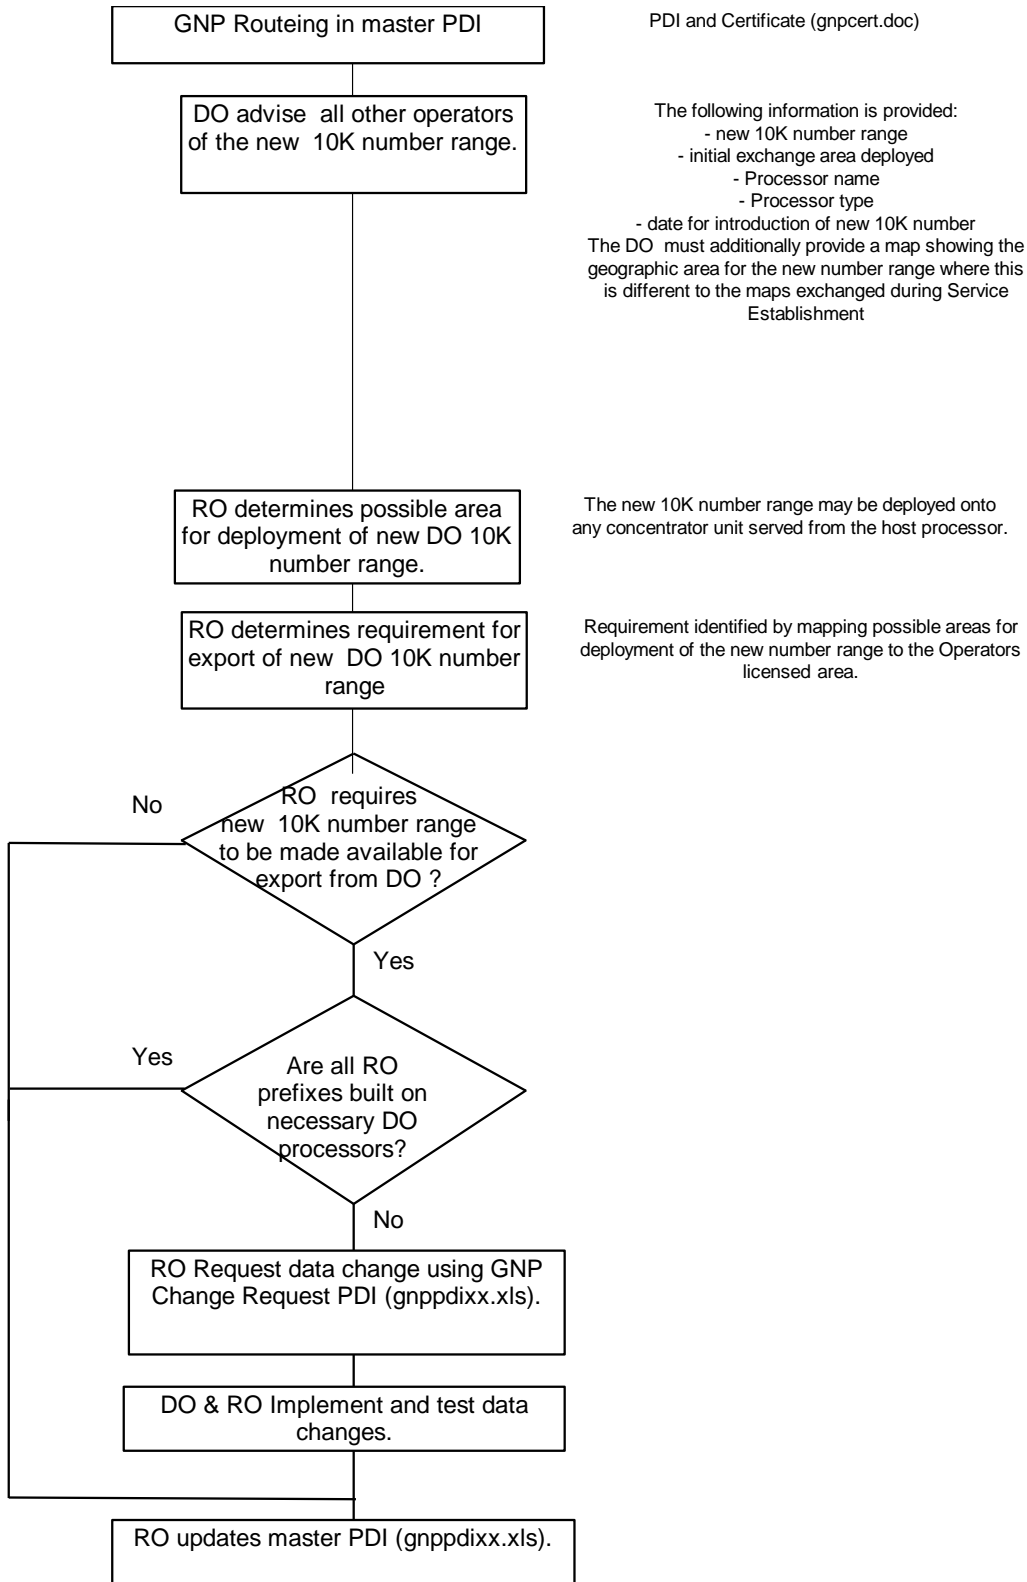 GNP Routeing in master PDI
PDI and Certificate (gnpcert.doc)
DO advise all other operators
of the new 10K number range.
The following information is provided:
- new 10K number range
- initial exchange area deployed
- Processor name
- Processor type
- date for introduction of new 10K number
The DO must additionally provide a map showing the
geographic area for the new number range where this
is different to the maps exchanged during Service
Establishment
RO determines possible area
for deployment of new DO 10K
number range.
The new 10K number range may be deployed onto
any concentrator unit served from the host processor.
RO determines requirement for
export of new DO 10K number
range
Requirement identified by mapping possible areas for
deployment of the new number range to the Operators
licensed area.
No
RO requires
new 10K number range
to be made available for
export from DO ?
Yes
Yes
Are all RO
prefixes built on
necessary DO
processors?
No
RO Request data change using GNP
Change Request PDI (gnppdixx.xls).
DO & RO Implement and test data
changes.
RO updates master PDI (gnppdixx.xls).